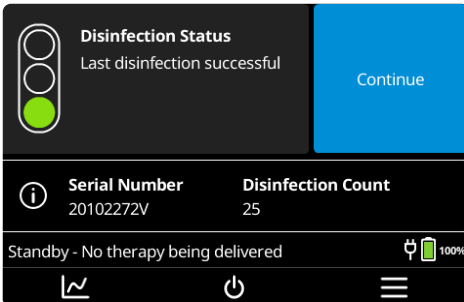 Disinfection Status
Last disinfection successful
Continue
Serial Number
Disinfection Count
20102272V
25
Standby - No therapy being delivered
100%